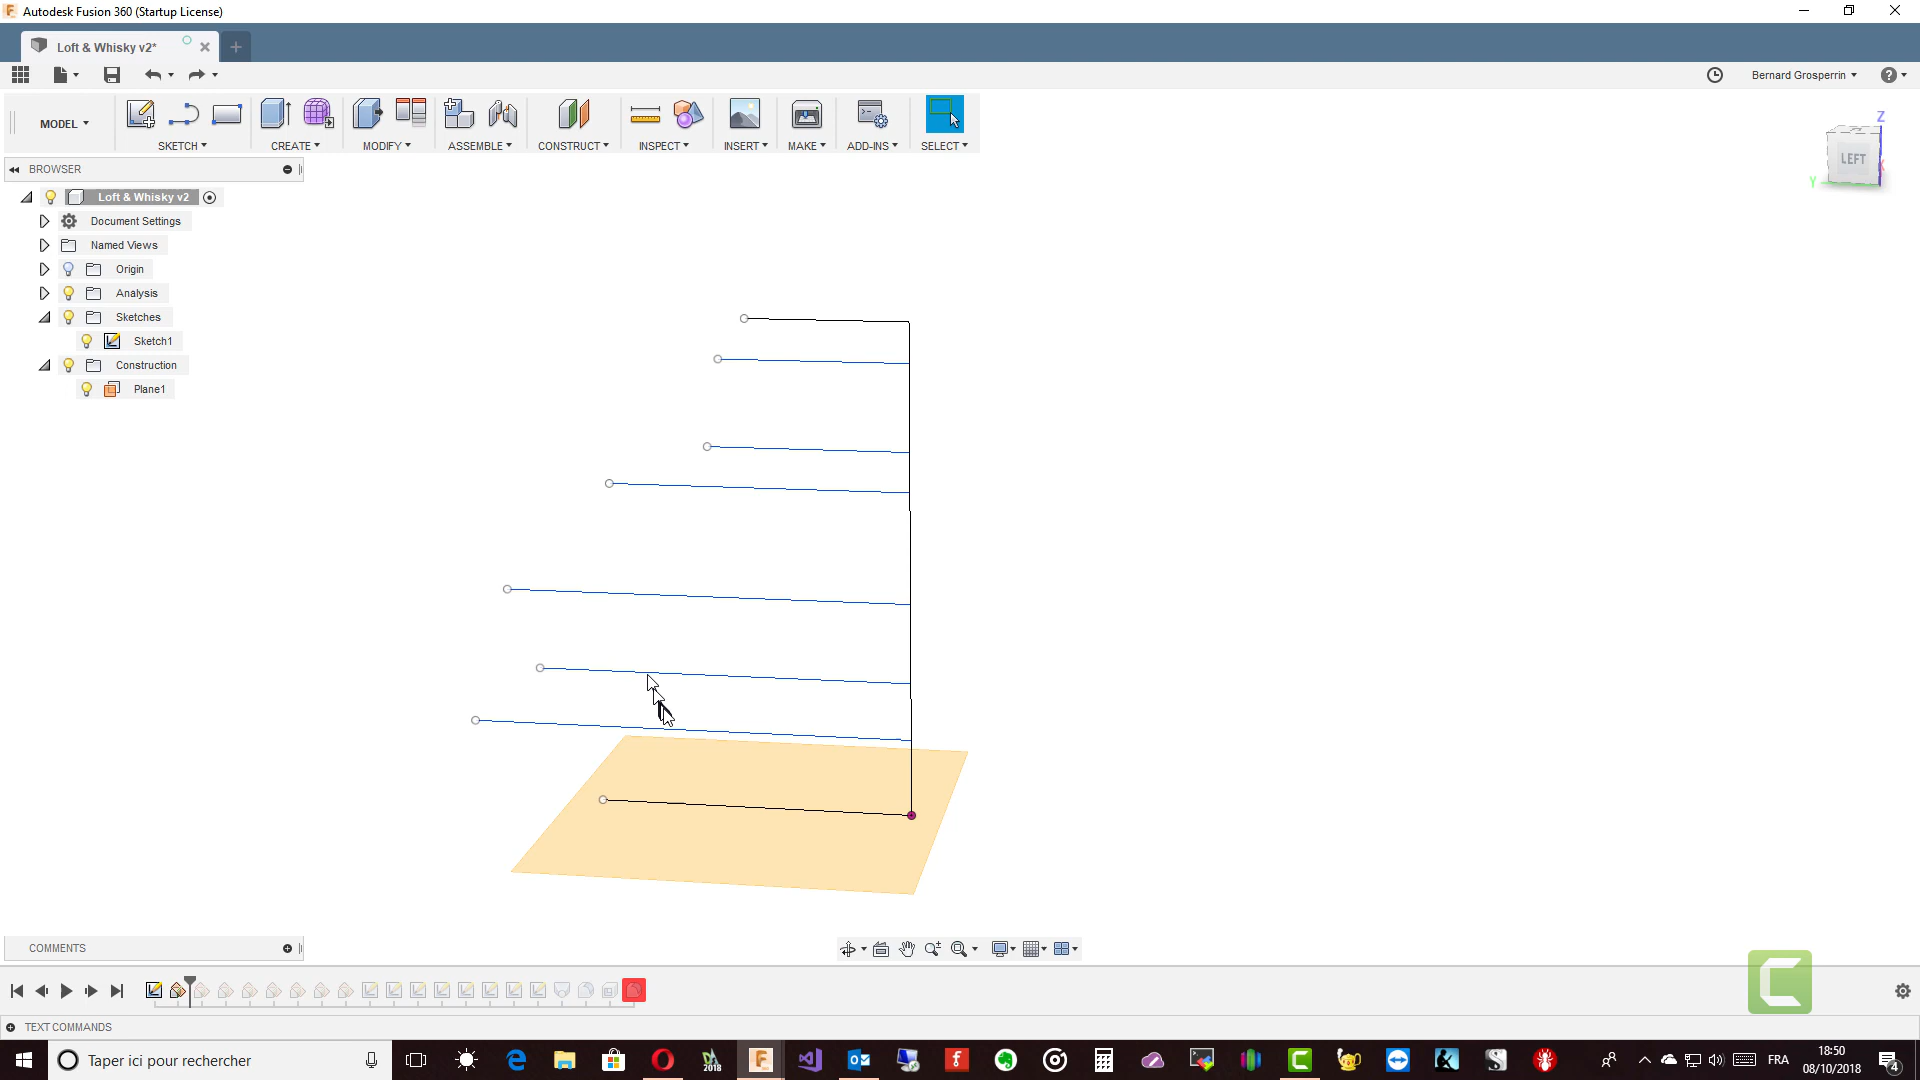 Autodesk Fusion 360 (Startup License)
Loft & Whisky v2*
Bernard Grosperrin
MODEL
SKETCH
CREATE
MODIFY
ASSEMBLE
CONSTRUCT
INSPECT
INSERT
MAKE
ADD-INS
SELECT
Z
LEFT
X
Y
BROWSER
Loft & Whisky v2
Document Settings
Named Views
Origin
Analysis
Sketches
Sketch1
Construction
Plane1
COMMENTS
TEXT COMMANDS
Taper ici pour rechercher
2018
FRA
18:50
08/10/2018
4